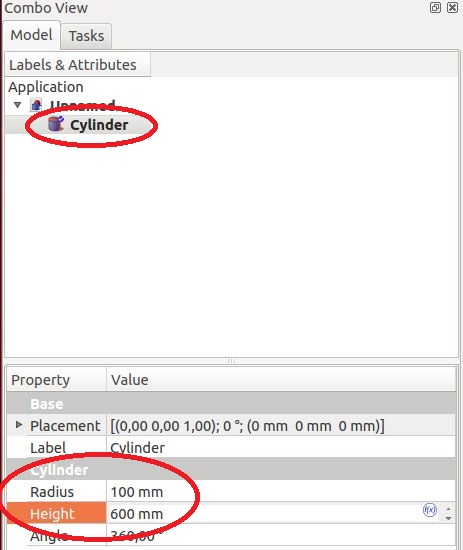 Combo View
Model Tasks
Labels & Attributes
Application
Unnamed
Cylinder
Property Value
Base
Placement [(0,00 0,00 1,00); 0 °; (0 mm  0 mm  0 mm)]
Label Cylinder
Cylinder
Radius 100 mm
Height 600 mm f(x)
Angle 360,00 °